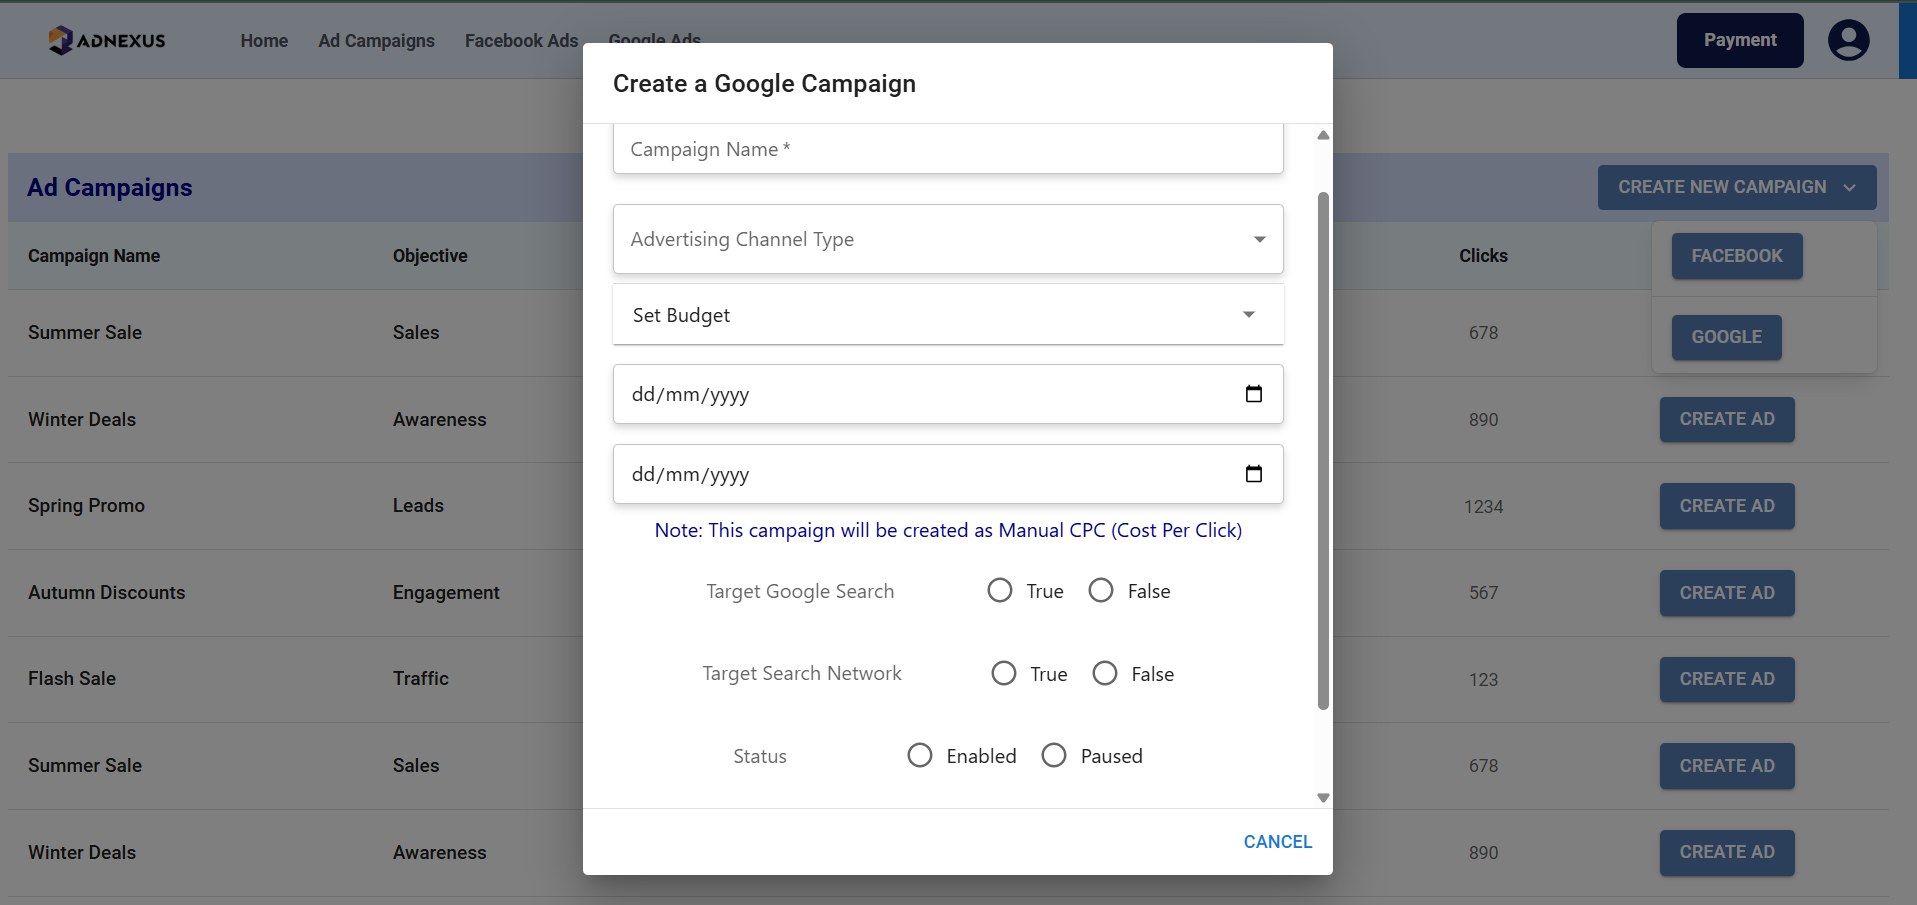 ADNEXUS Home Ad Campaigns Facebook Ads Google Ads Payment
Create a Google Campaign
Campaign Name *
Advertising Channel Type
Set Budget
dd/mm/yyyy
dd/mm/yyyy
Note: This campaign will be created as Manual CPC (Cost Per Click)
Target Google Search True False
Target Search Network True False
Status Enabled Paused
CANCEL
Ad Campaigns CREATE NEW CAMPAIGN
FACEBOOK
GOOGLE
Campaign Name Objective Clicks
Summer Sale Sales 678
Winter Deals Awareness 890 CREATE AD
Spring Promo Leads 1234 CREATE AD
Autumn Discounts Engagement 567 CREATE AD
Flash Sale Traffic 123 CREATE AD
Summer Sale Sales 678 CREATE AD
Winter Deals Awareness 890 CREATE AD